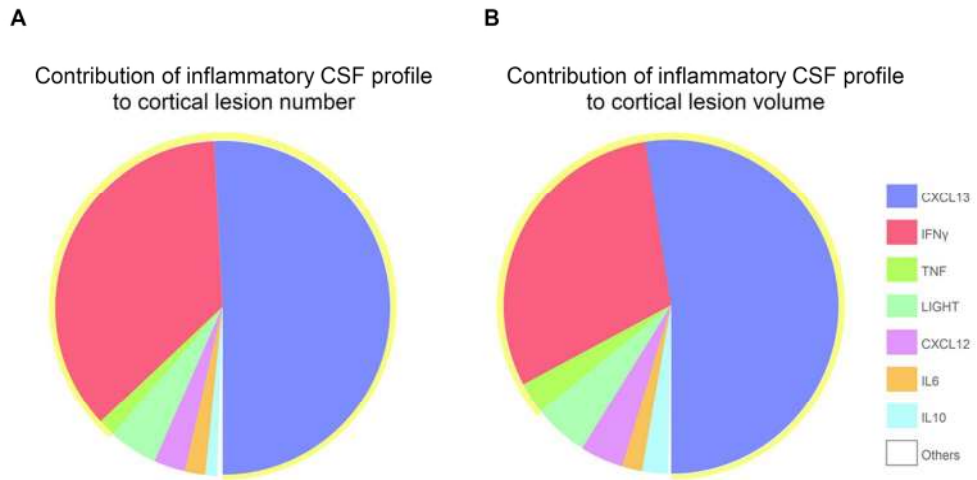 A
B
Contribution of inflammatory CSF profile
to cortical lesion number
Contribution of inflammatory CSF profile
to cortical lesion volume
CXCL13
IFNγ
TNF
LIGHT
CXCL12
IL6
IL10
Others